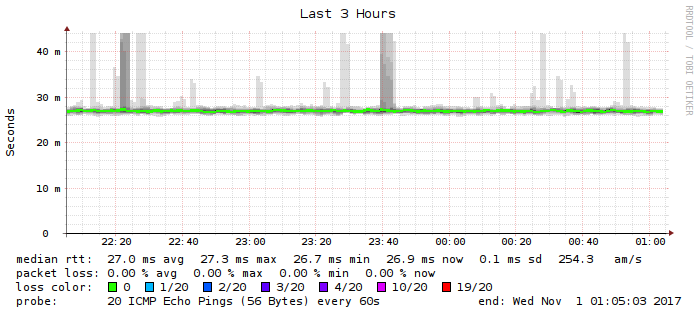 Last 3 Hours
RRDTOOL / TOBI OETIKER
Seconds
40 m
30 m
20 m
10 m
0
22:20 22:40 23:00 23:20 23:40 00:00 00:20 00:40 01:00
median rtt: 27.0 ms avg 27.3 ms max 26.7 ms min 26.9 ms now 0.1 ms sd 254.3 am/s
packet loss: 0.00 % avg 0.00 % max 0.00 % min 0.00 % now
loss color: 0 1/20 2/20 3/20 4/20 10/20 19/20
probe: 20 ICMP Echo Pings (56 Bytes) every 60s end: Wed Nov 1 01:05:03 2017